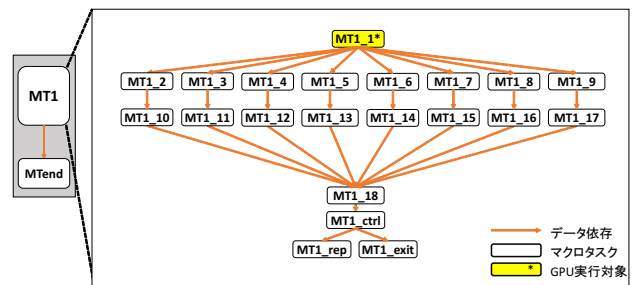 MT1_1*
MT1_2 MT1_3 MT1_4 MT1_5 MT1_6 MT1_7 MT1_8 MT1_9
MT1
MT1_10 MT1_11 MT1_12 MT1_13 MT1_14 MT1_15 MT1_16 MT1_17
MTend
MT1_18
MT1_ctrl
MT1_rep MT1_exit
データ依存
マクロタスク
* GPU実行対象